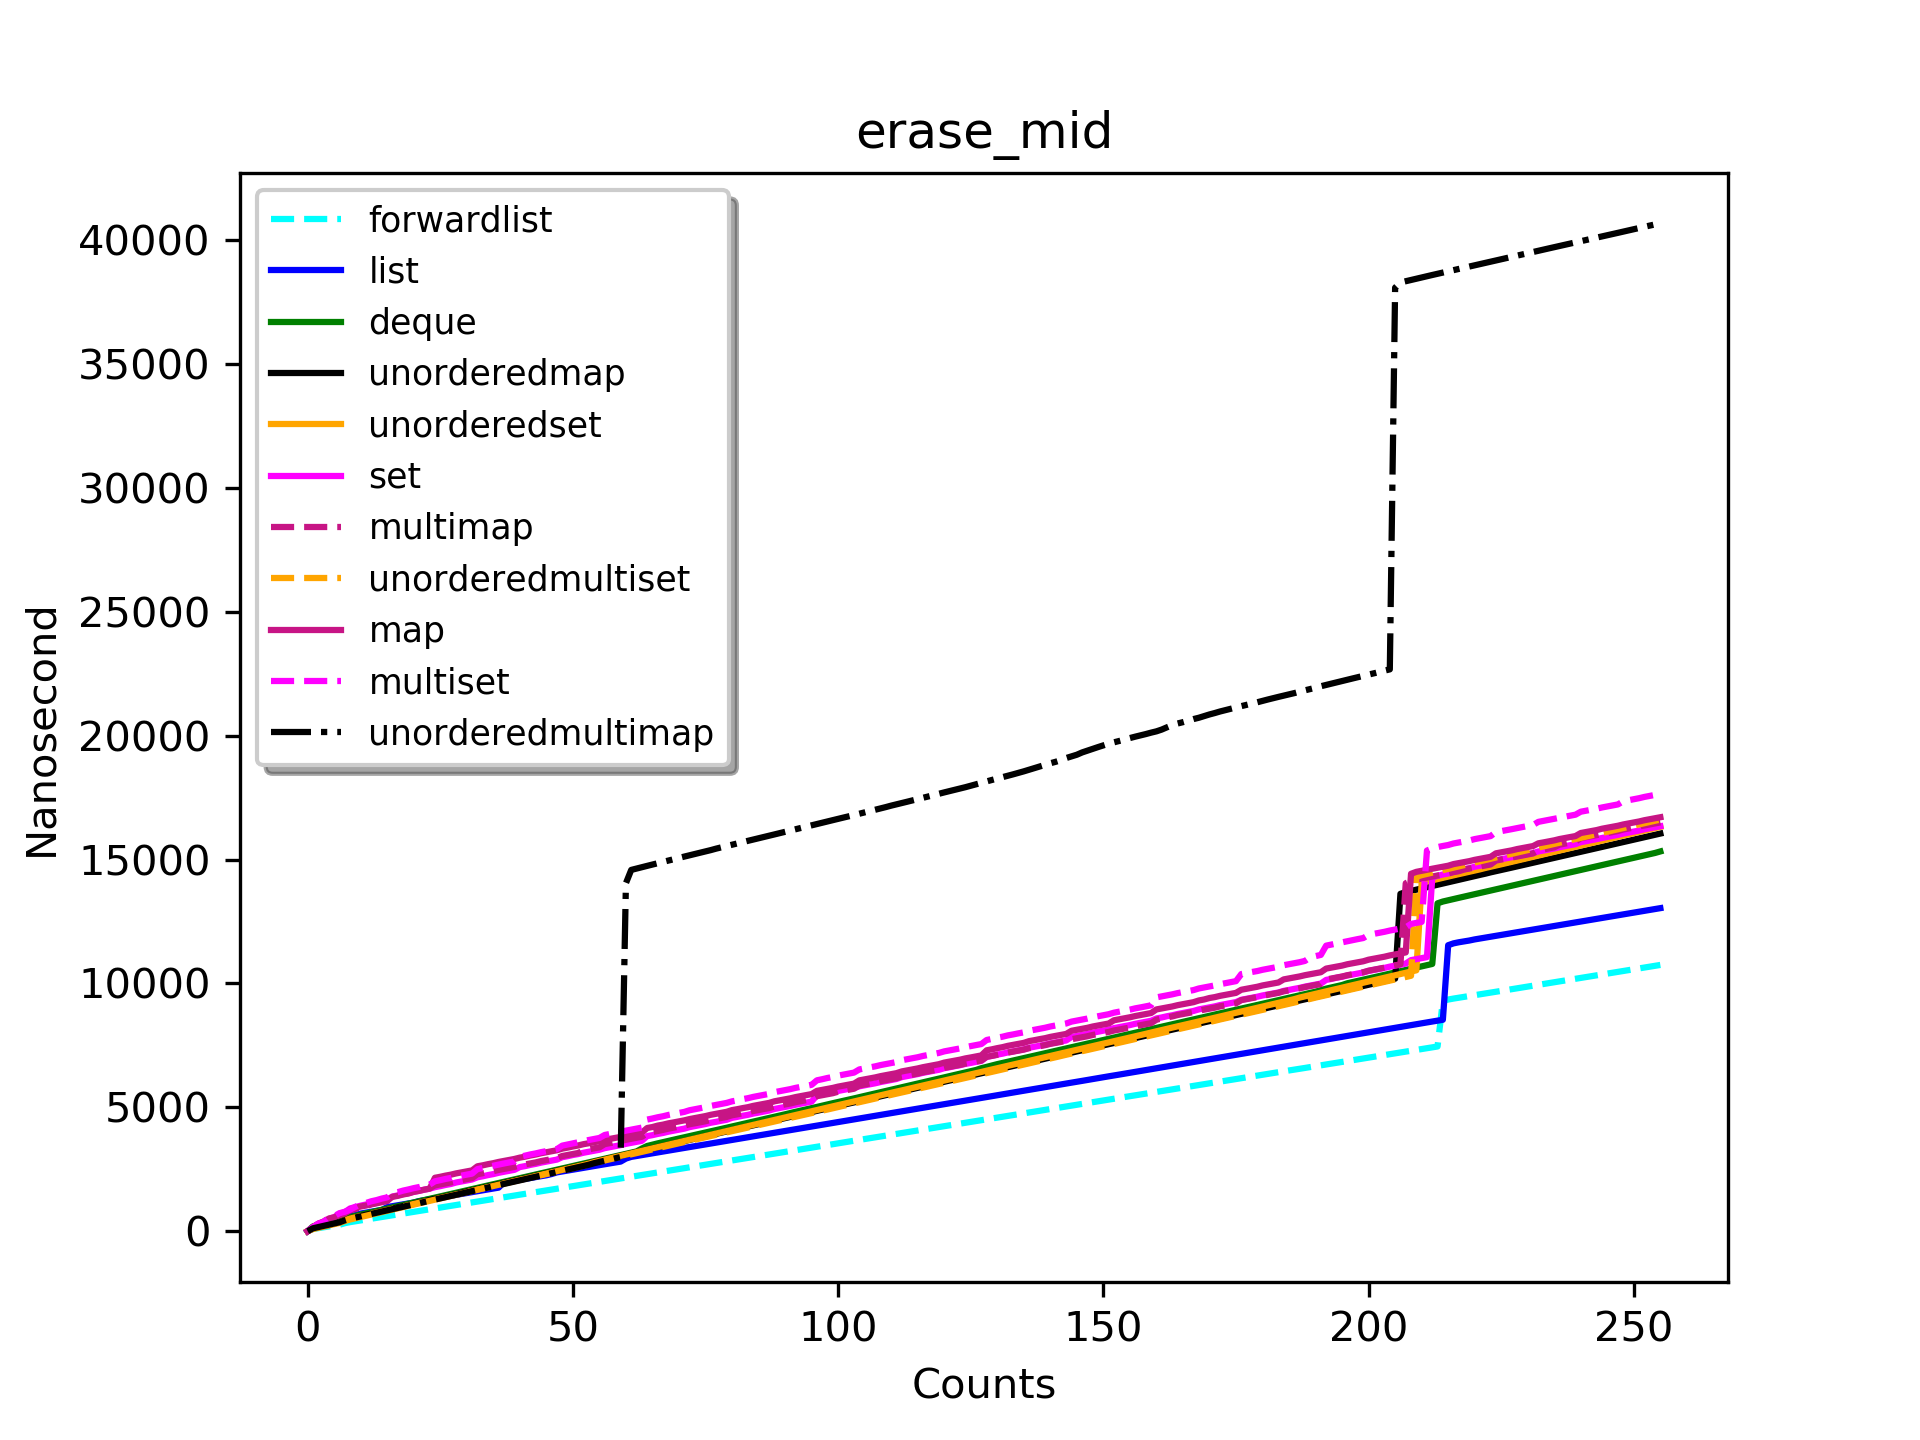 erase_mid
forwardlist
list
deque
unorderedmap
unorderedset
set
multimap
unorderedmultiset
map
multiset
unorderedmultimap
Nanosecond
40000
35000
30000
25000
20000
15000
10000
5000
0
0 50 100 150 200 250
Counts